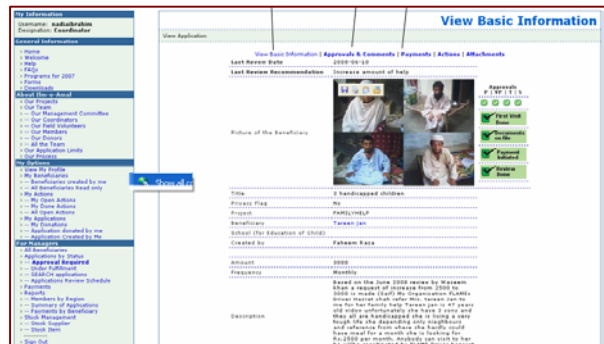 My Information
Username: nadiaibrahim
Designation: Coordinator
General Information
› Home
› Welcome
› Help
› FAQs
› Programs for 2007
› Forms
› Downloads
About Ibn-e-Amal
› Our Projects
› Our Team
› -- Our Management Committee
› -- Our Coordinators
› -- Our Field Volunteers
› -- Our Members
› -- Our Donors
› -- All the Team
› Our Application Limits
› Our Process
My Options
› View My Profile
› My Beneficiaries
› -- Beneficiaries created by me
› -- All Beneficiaries Read only
› My Actions
› -- My Open Actions
› -- My Done Actions
› -- All Open Actions
› My Applications
› -- My Donations
› -- Application donated by me
› -- Application Created by Me
For Managers
› All Beneficiaries
› Applications by Status
› -- Approval Required
› -- Under Fulfillment
› -- SEARCH applications
› -- Applications Review Schedule
› Payments
› Reports
› -- Members by Region
› -- Summary of Applications
› -- Payments by Beneficiary
› Stock Management
› -- Stock Supplier
› -- Stock Item
› Sign Out
View Basic Information
View Application
View Basic Information | Approvals & Comments | Payments | Actions | Attachments
Last Review Date 2008-06-10
Last Review Recommendation Increase amount of help
Picture of the Beneficiary
Approvals
P | VP | T | S
First Visit Done
Documents on file
Payment Initiated
Review Done
Show all
Title 3 handicapped children
Privacy Flag No
Project FAMILYHELP
Beneficiary Tareen jan
School (for Education of Child)
Created by Faheem Raza
Amount 3000
Frequency Monthly
Description
Based on the June 2008 review by Waseem
Khan a request of increase from 2500 to
3000 is made (Saif) My Organization
Driver Hazrat shah refer Mrs. tareen Jan to
me for her family help Tareen jan is 47 years
old widow unfortunately she have 3 sons and
they all are handicapped she is living a very
tough life she depending only nieghbours
and reference from where she hardly could
have meal for a month she is looking for
Rs.2500 per month. Anybody can visit to her